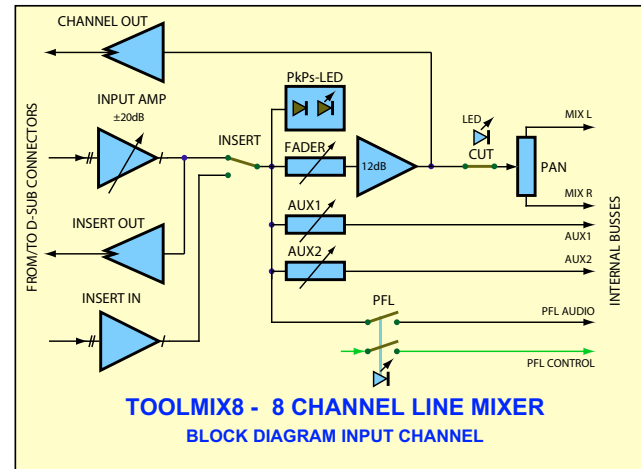 CHANNEL OUT
PkPs-LED
INPUT AMP
±20dB
LED
MIX L
INSERT
FADER
12dB
CUT
PAN
MIX R
FROM/TO D-SUB CONNECTORS
INSERT OUT
AUX1
AUX1
INTERNAL BUSSES
AUX2
AUX2
INSERT IN
PFL
PFL AUDIO
PFL CONTROL
TOOLMIX8 - 8 CHANNEL LINE MIXER
BLOCK DIAGRAM INPUT CHANNEL